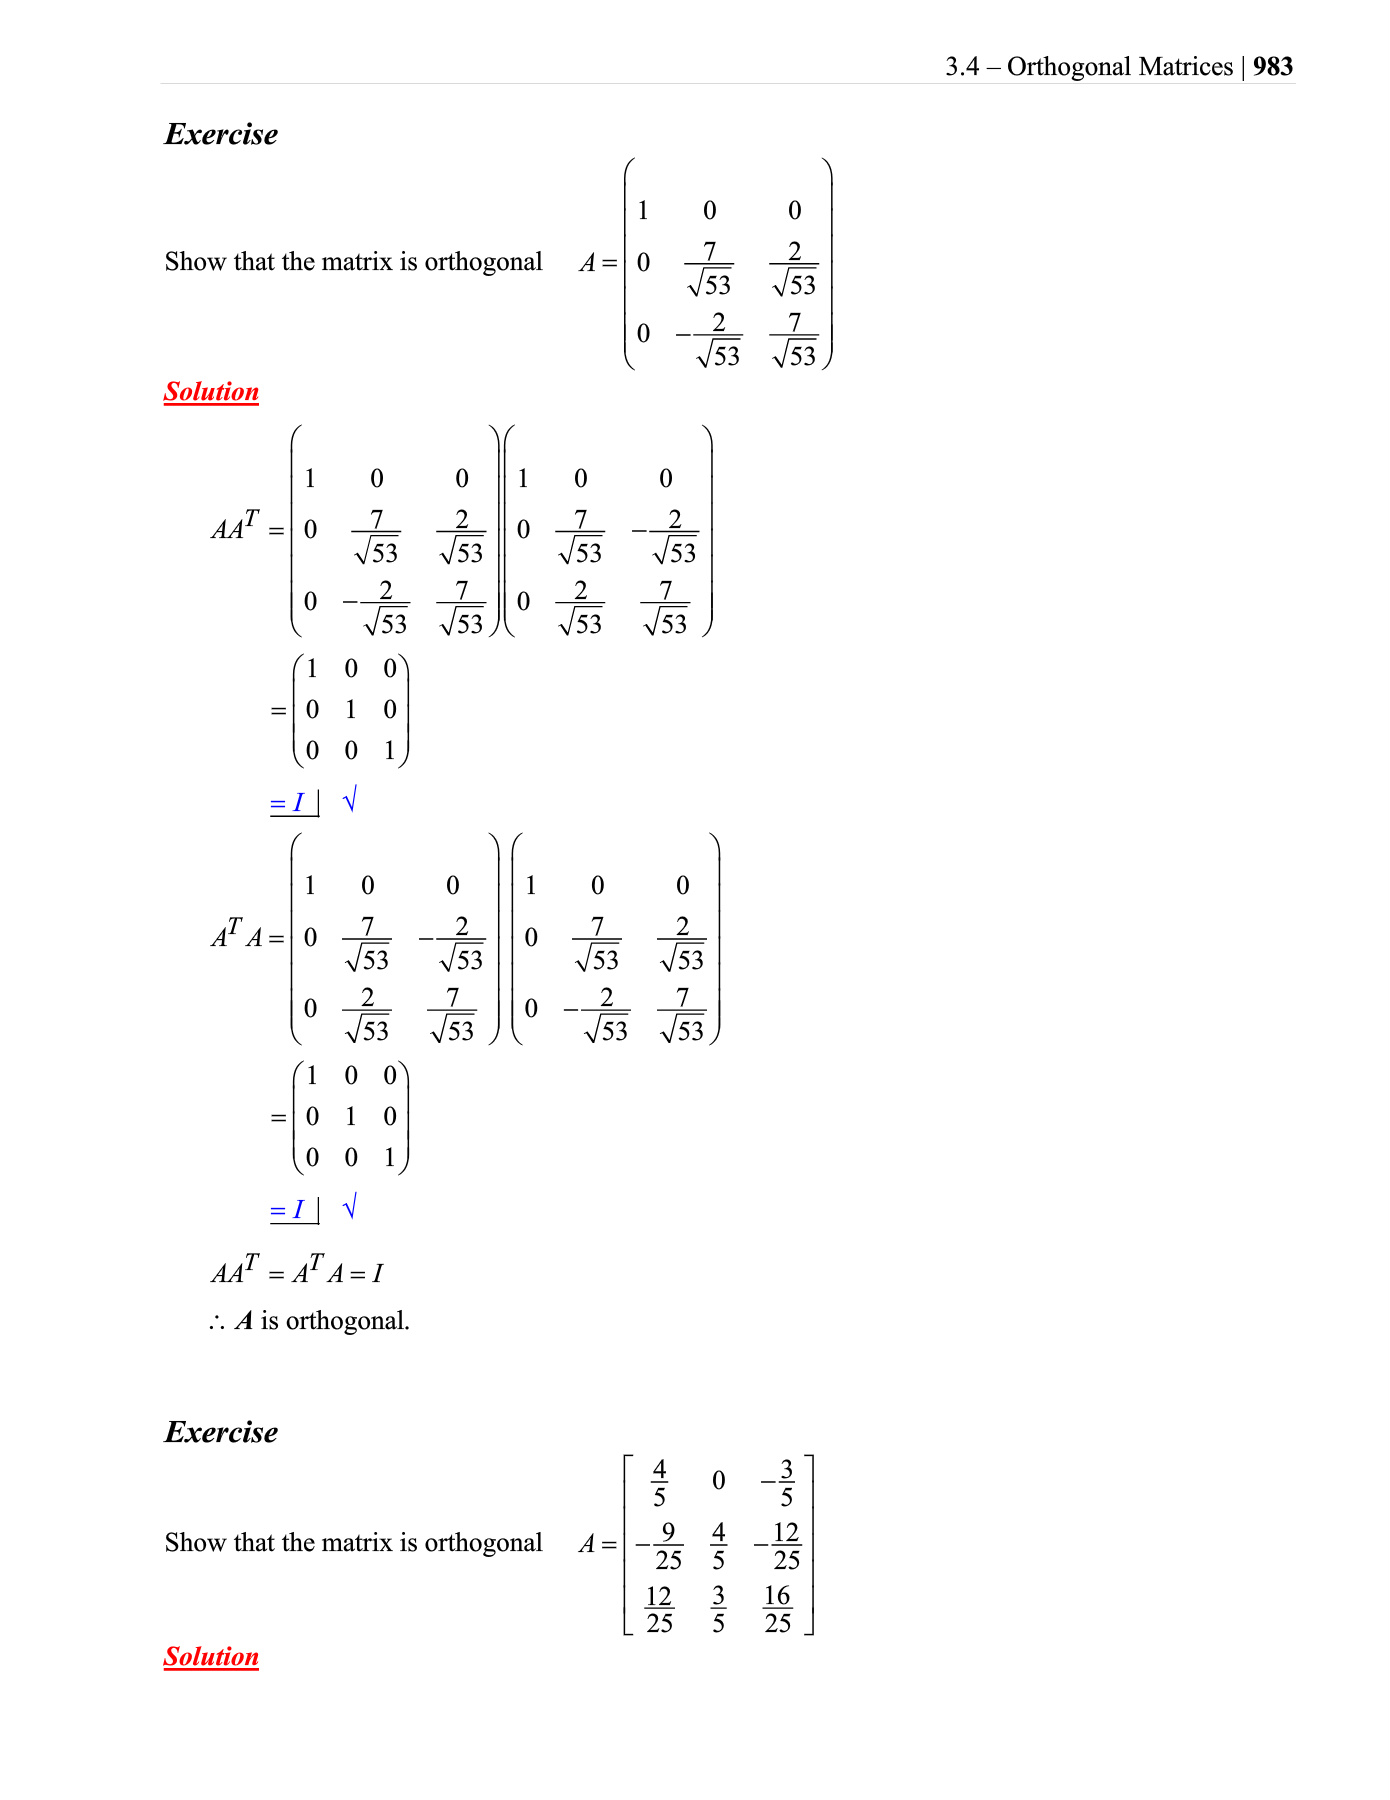 3.4 – Orthogonal Matrices | 983
Exercise
Show that the matrix is orthogonal $A = \begin{pmatrix} 1 & 0 & 0 \\ 0 & \frac{7}{\sqrt{53}} & \frac{2}{\sqrt{53}} \\ 0 & -\frac{2}{\sqrt{53}} & \frac{7}{\sqrt{53}} \end{pmatrix}$
Solution
$AA^T = \begin{pmatrix} 1 & 0 & 0 \\ 0 & \frac{7}{\sqrt{53}} & \frac{2}{\sqrt{53}} \\ 0 & -\frac{2}{\sqrt{53}} & \frac{7}{\sqrt{53}} \end{pmatrix} \begin{pmatrix} 1 & 0 & 0 \\ 0 & \frac{7}{\sqrt{53}} & -\frac{2}{\sqrt{53}} \\ 0 & \frac{2}{\sqrt{53}} & \frac{7}{\sqrt{53}} \end{pmatrix}$
$= \begin{pmatrix} 1 & 0 & 0 \\ 0 & 1 & 0 \\ 0 & 0 & 1 \end{pmatrix}$
= I | √
$A^T A = \begin{pmatrix} 1 & 0 & 0 \\ 0 & \frac{7}{\sqrt{53}} & -\frac{2}{\sqrt{53}} \\ 0 & \frac{2}{\sqrt{53}} & \frac{7}{\sqrt{53}} \end{pmatrix} \begin{pmatrix} 1 & 0 & 0 \\ 0 & \frac{7}{\sqrt{53}} & \frac{2}{\sqrt{53}} \\ 0 & -\frac{2}{\sqrt{53}} & \frac{7}{\sqrt{53}} \end{pmatrix}$
$= \begin{pmatrix} 1 & 0 & 0 \\ 0 & 1 & 0 \\ 0 & 0 & 1 \end{pmatrix}$
= I | √
$AA^T = A^T A = I$
∴ A is orthogonal.
Exercise
Show that the matrix is orthogonal $A = \begin{bmatrix} \frac{4}{5} & 0 & -\frac{3}{5} \\ -\frac{9}{25} & \frac{4}{5} & -\frac{12}{25} \\ \frac{12}{25} & \frac{3}{5} & \frac{16}{25} \end{bmatrix}$
Solution